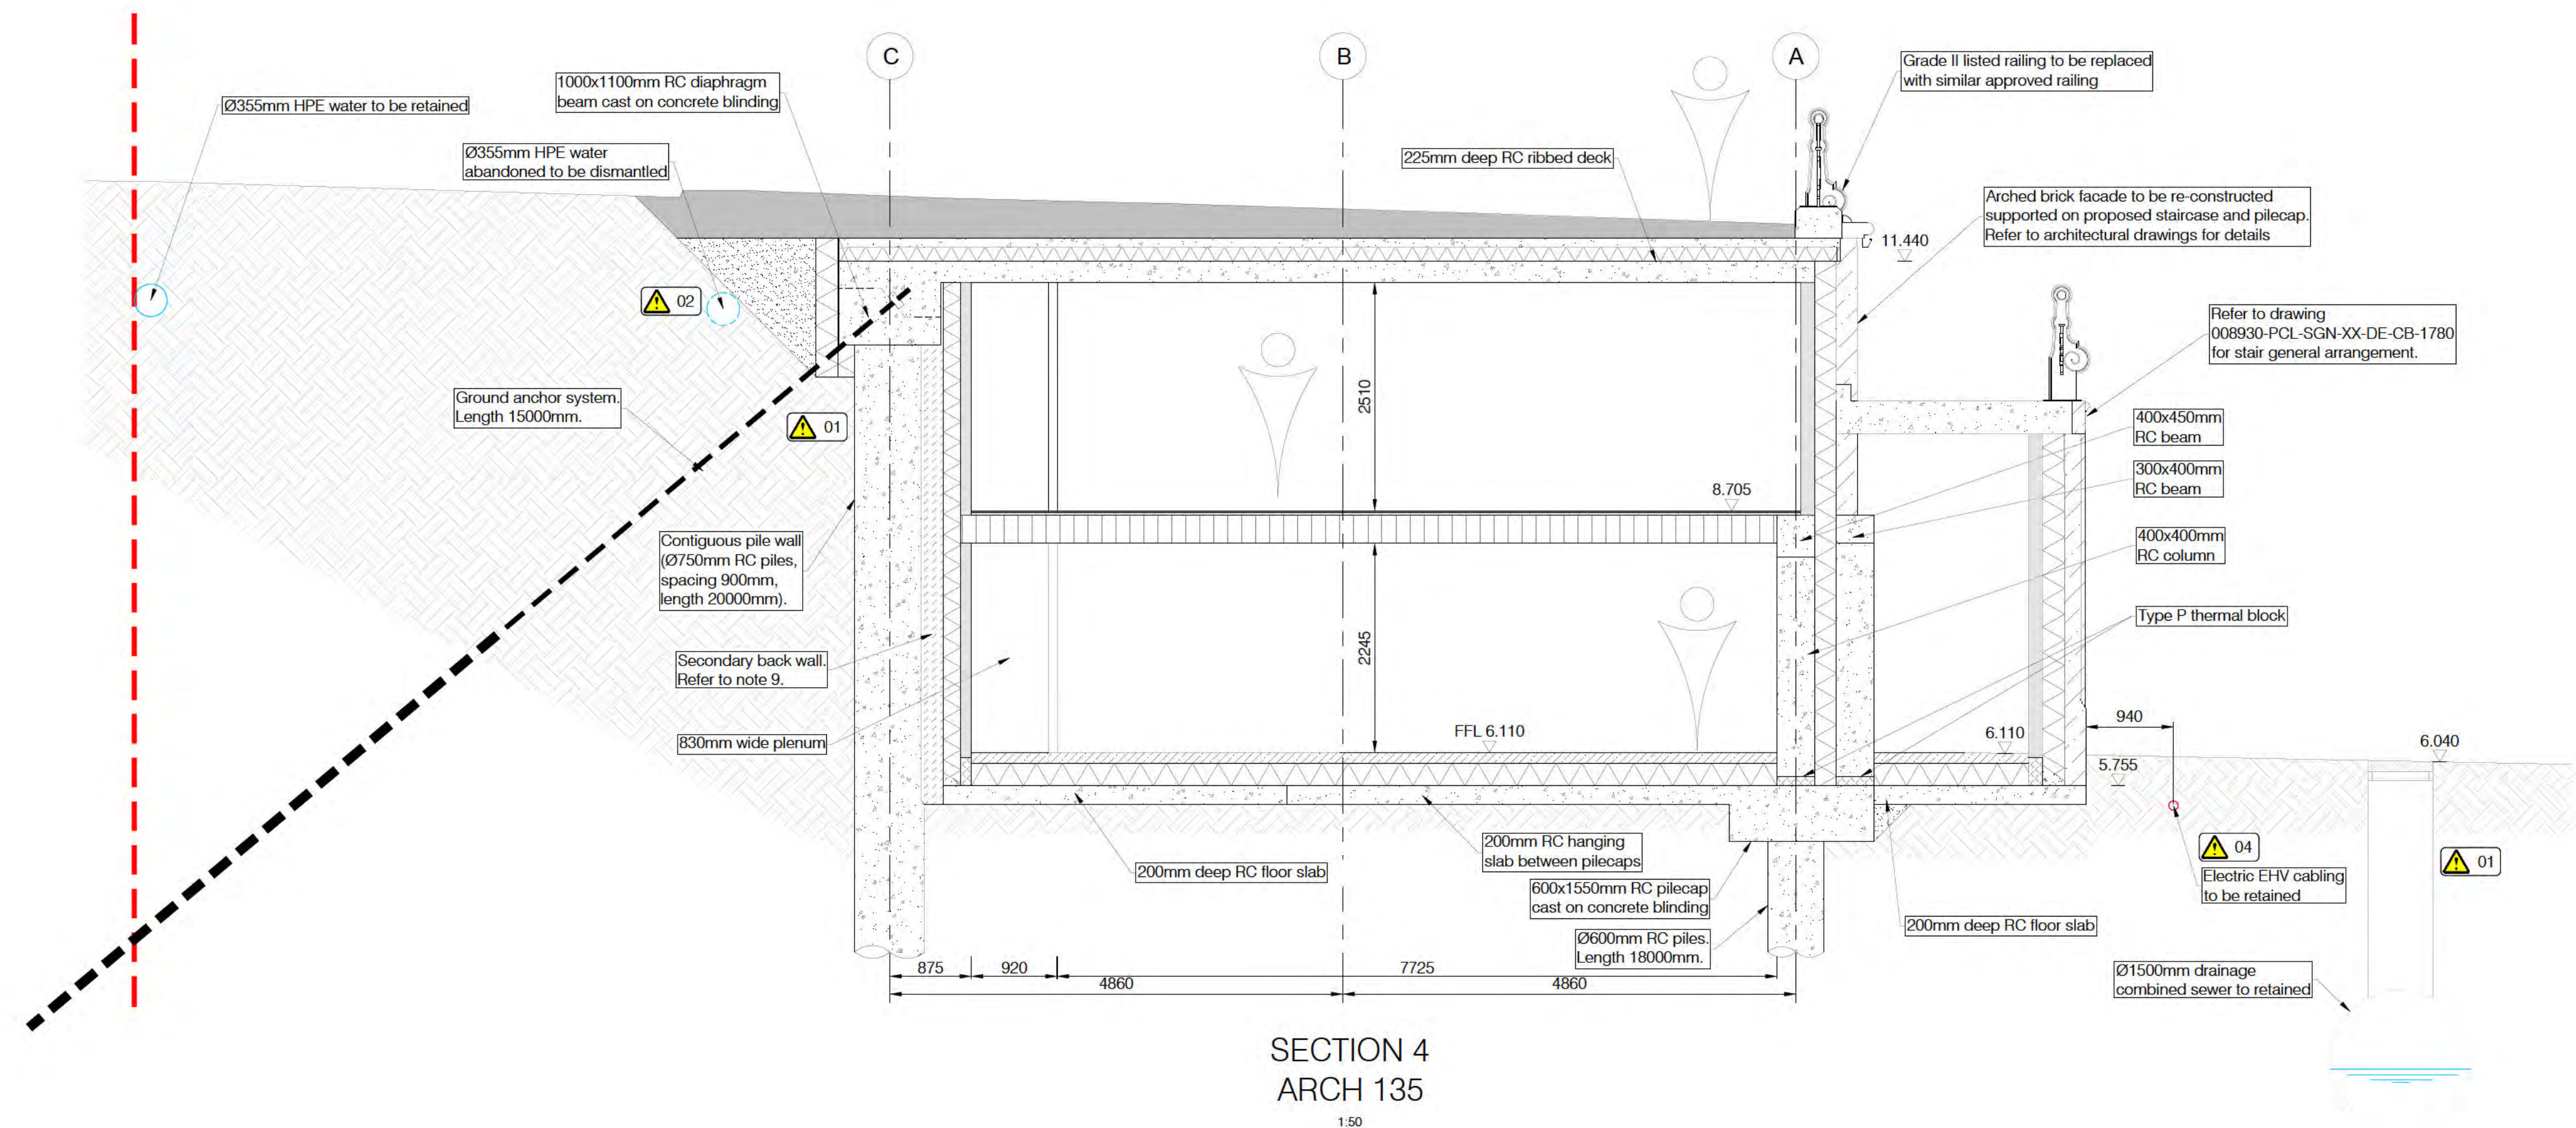 C
B
A
Grade II listed railing to be replaced
with similar approved railing
1000x1100mm RC diaphragm
beam cast on concrete blinding
Ø355mm HPE water to be retained
Ø355mm HPE water
abandoned to be dismantled
225mm deep RC ribbed deck
Arched brick facade to be re-constructed
supported on proposed staircase and pilecap.
Refer to architectural drawings for details
11.440
02
Refer to drawing
008930-PCL-SGN-XX-DE-CB-1780
for stair general arrangement.
Ground anchor system.
Length 15000mm.
01
2510
400x450mm
RC beam
300x400mm
RC beam
8.705
Contiguous pile wall
(Ø750mm RC piles,
spacing 900mm,
length 20000mm).
400x400mm
RC column
Type P thermal block
2245
Secondary back wall.
Refer to note 9.
830mm wide plenum
FFL 6.110
6.110
940
6.040
5.755
200mm RC hanging
slab between pilecaps
200mm deep RC floor slab
04
01
Electric EHV cabling
to be retained
600x1550mm RC pilecap
cast on concrete blinding
200mm deep RC floor slab
Ø600mm RC piles.
Length 18000mm.
875
920
7725
4860
4860
Ø1500mm drainage
combined sewer to retained
SECTION 4
ARCH 135
1:50